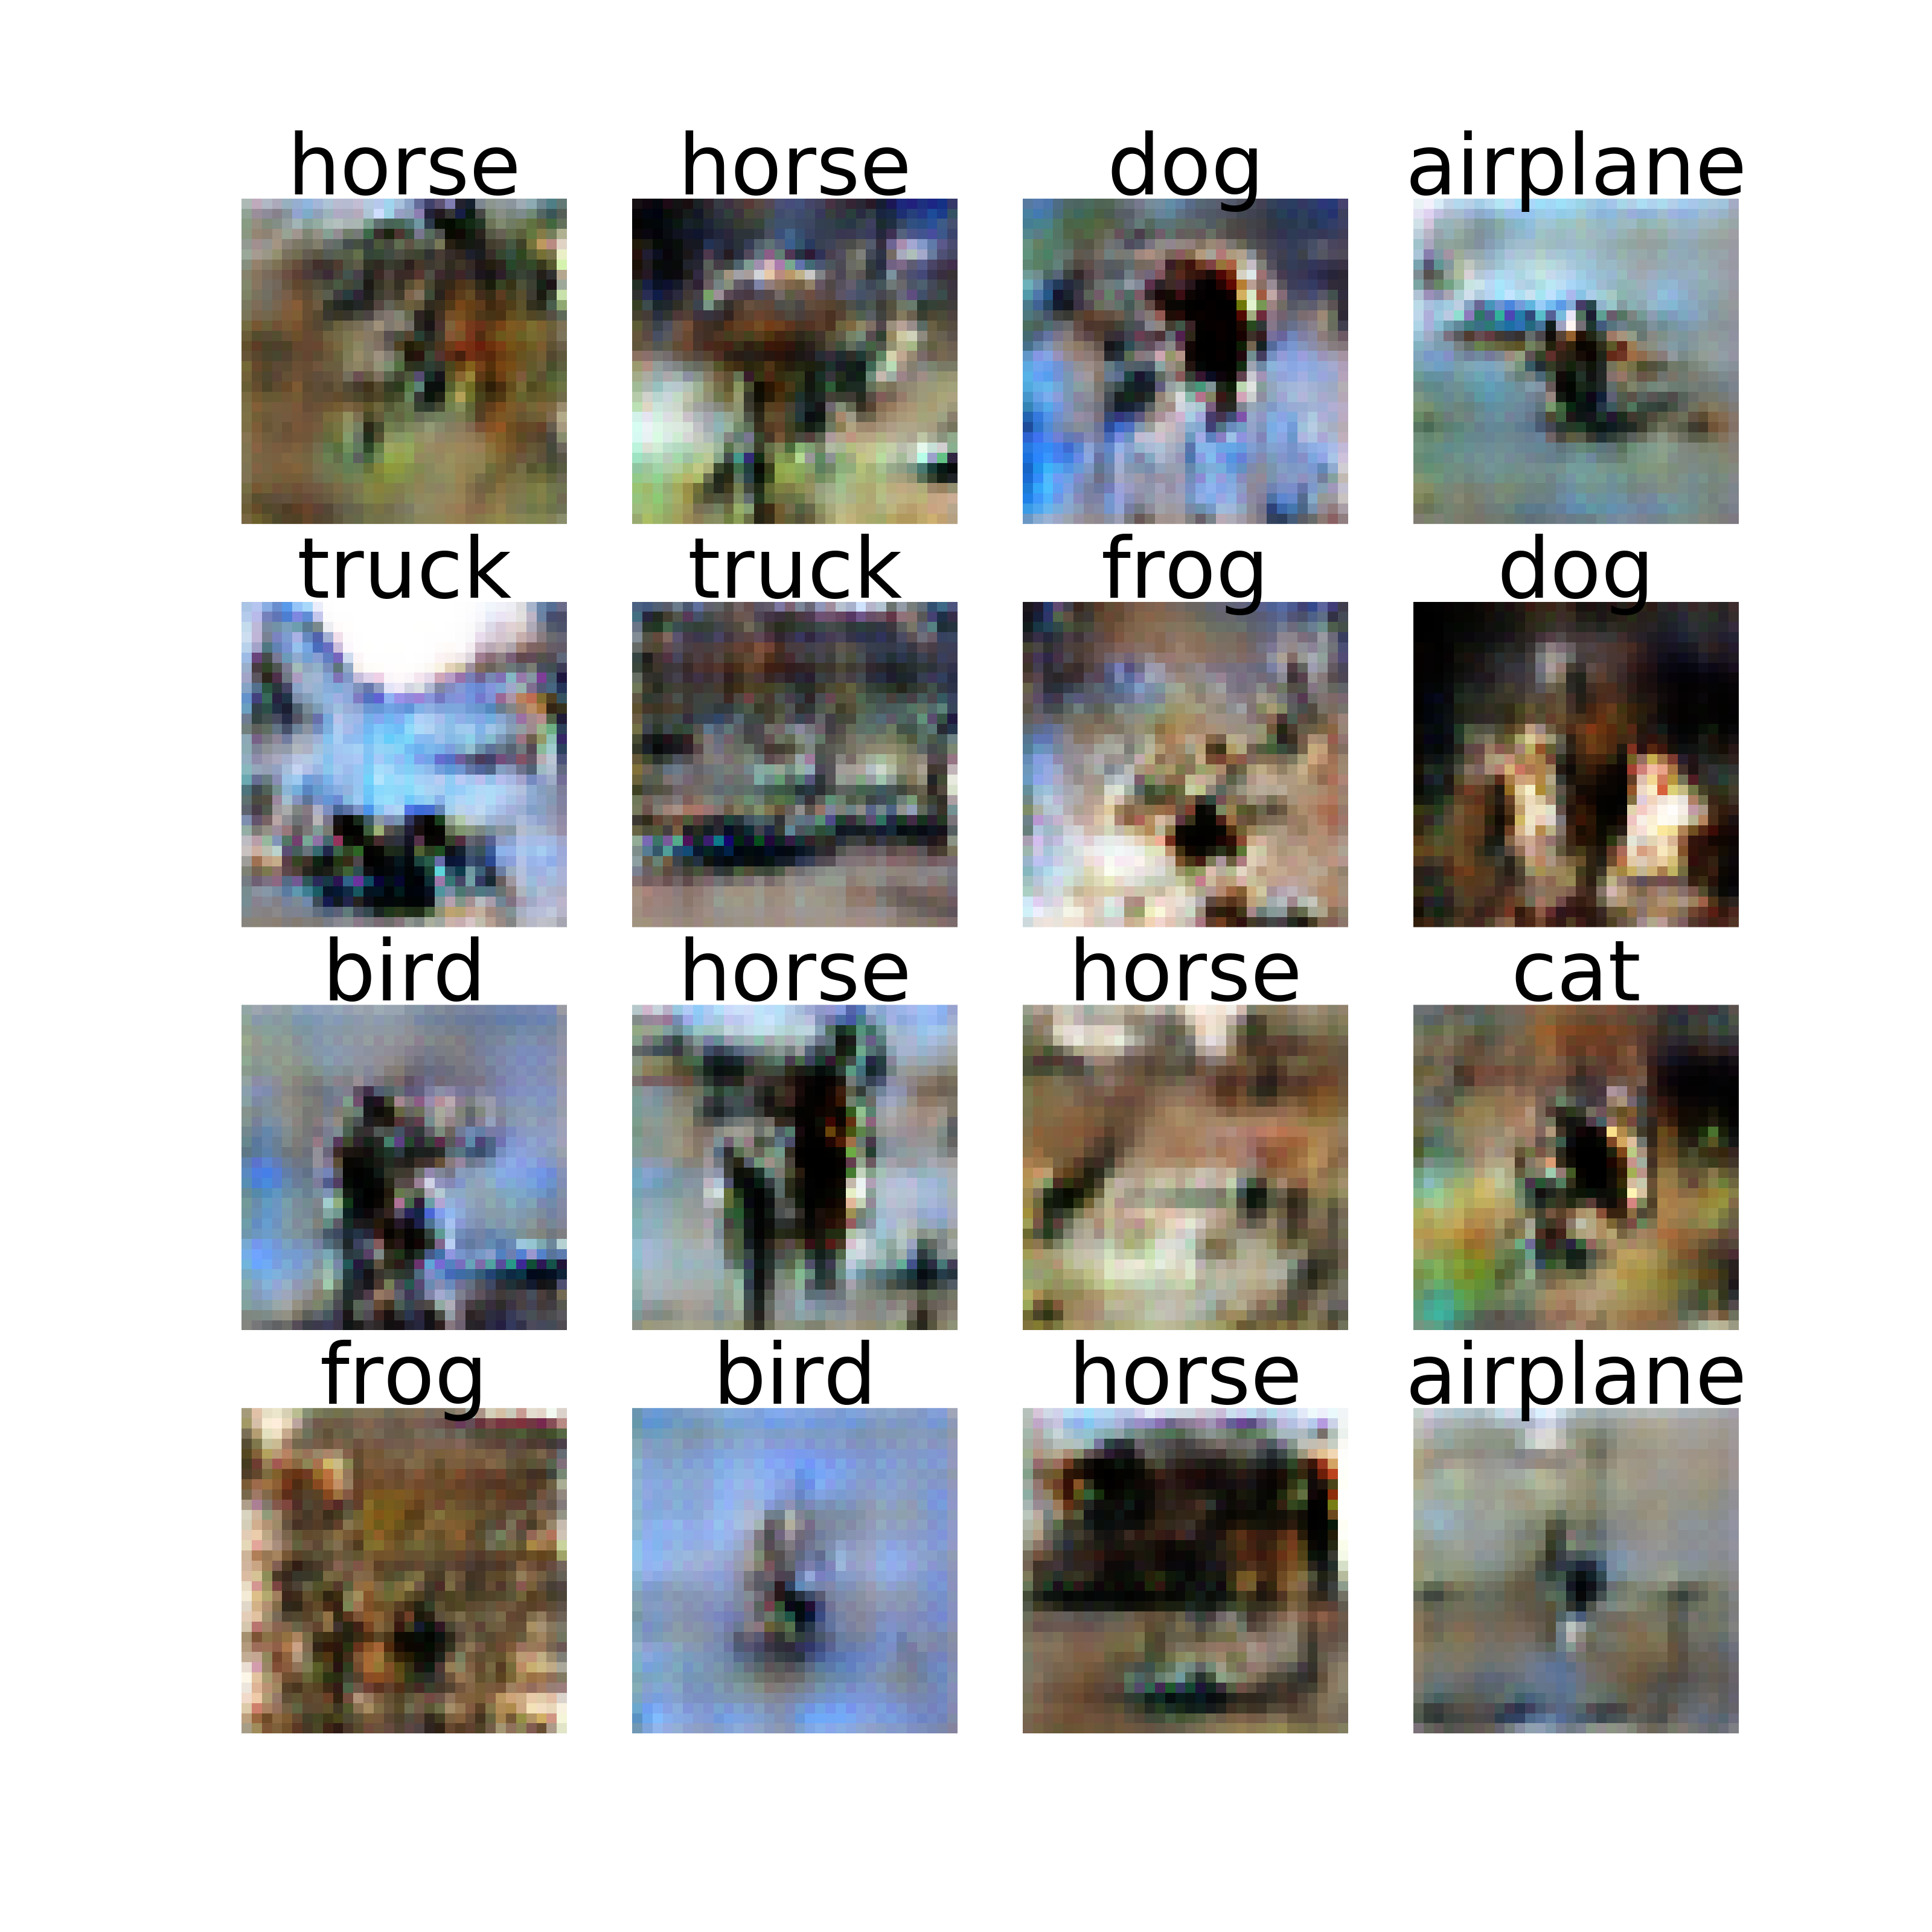 horse horse dog airplane
truck truck frog dog
bird horse horse cat
frog bird horse airplane